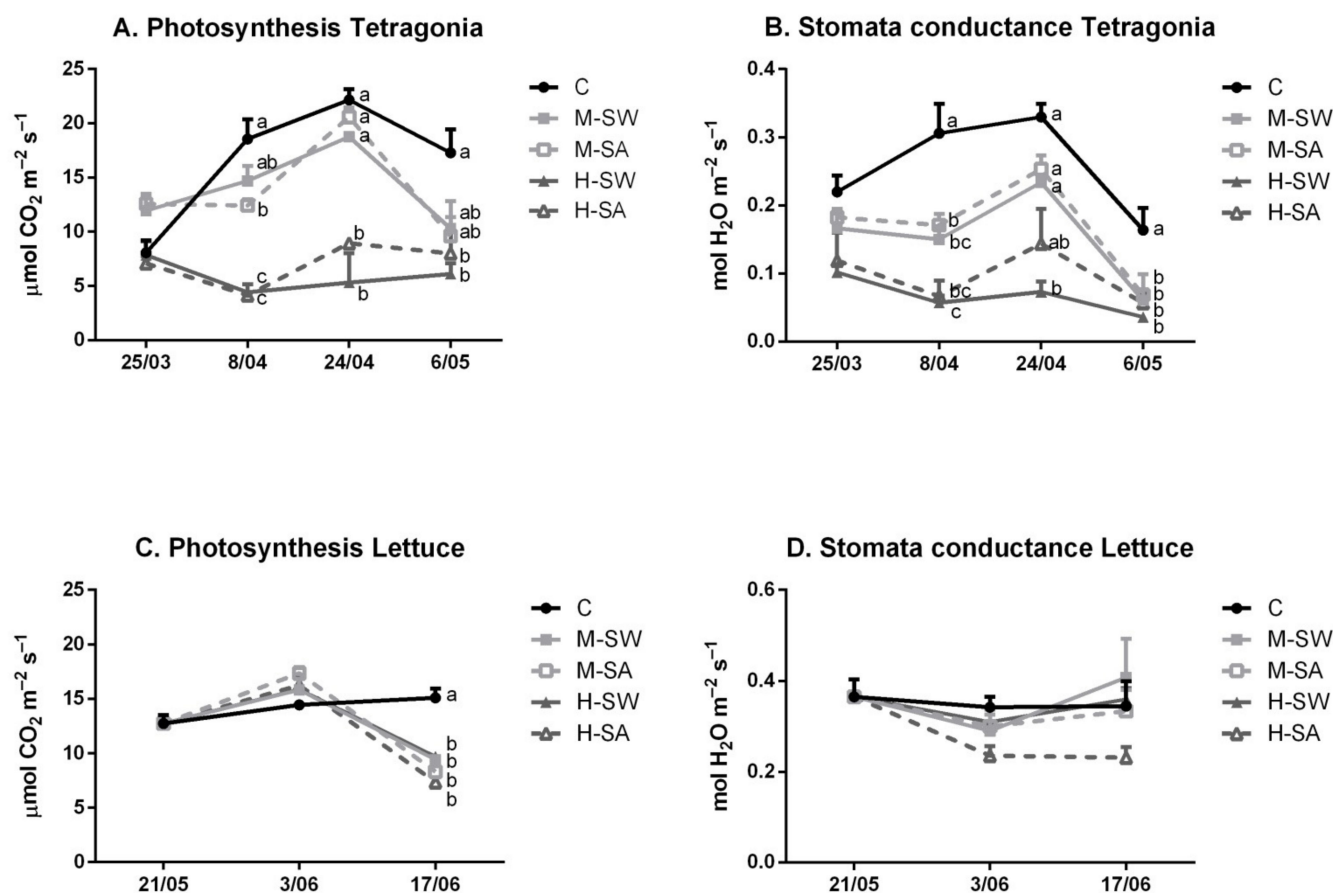 A. Photosynthesis Tetragonia
μmol CO₂ m⁻² s⁻¹
25
20
15
10
5
0
25/03
8/04
24/04
6/05
a
ab
b
c
c
a
a
a
b
b
a
ab
ab
b
b
C
M-SW
M-SA
H-SW
H-SA
B. Stomata conductance Tetragonia
mol H₂O m⁻² s⁻¹
0.4
0.3
0.2
0.1
0.0
25/03
8/04
24/04
6/05
a
b
bc
bc
c
a
a
a
ab
b
a
b
b
b
b
C
M-SW
M-SA
H-SW
H-SA
C. Photosynthesis Lettuce
μmol CO₂ m⁻² s⁻¹
25
20
15
10
5
0
21/05
3/06
17/06
a
b
b
b
b
C
M-SW
M-SA
H-SW
H-SA
D. Stomata conductance Lettuce
mol H₂O m⁻² s⁻¹
0.6
0.4
0.2
0.0
21/05
3/06
17/06
C
M-SW
M-SA
H-SW
H-SA